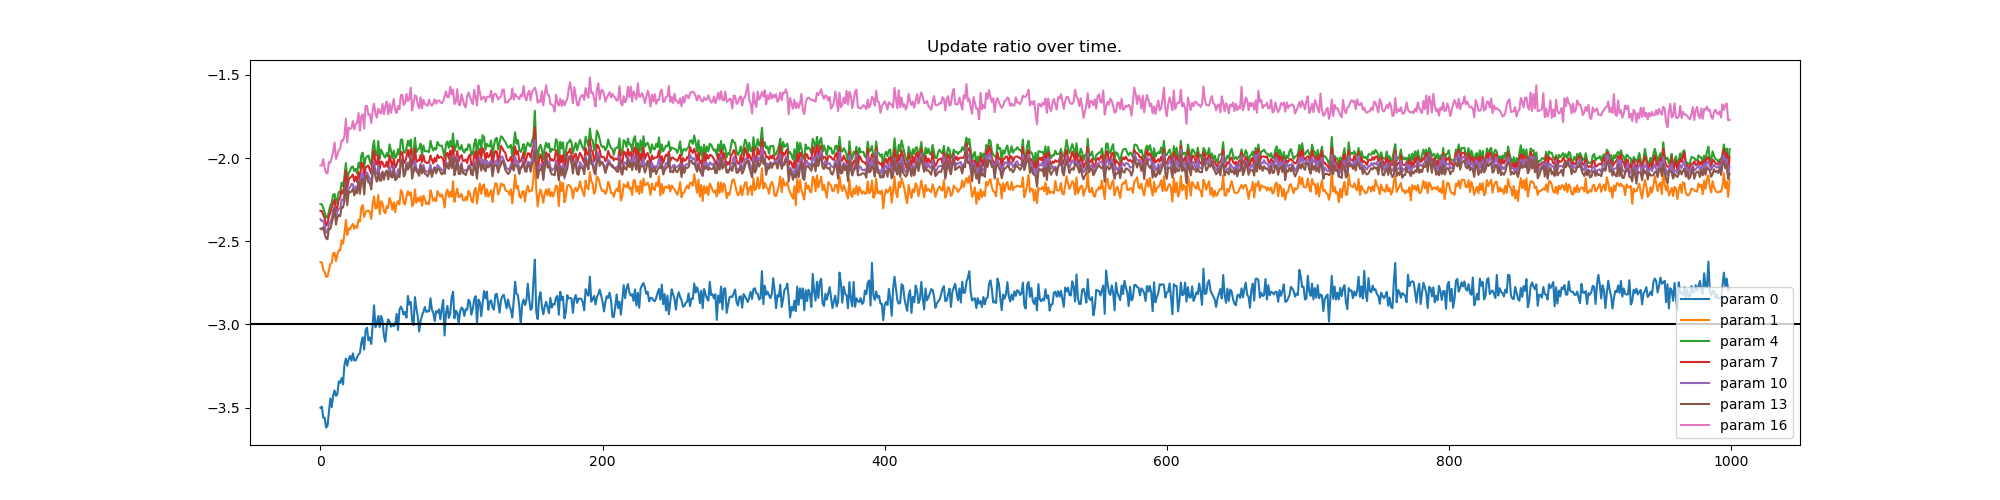 Update ratio over time.
−1.5
−2.0
−2.5
−3.0
−3.5
0
200
400
600
800
1000
param 0
param 1
param 4
param 7
param 10
param 13
param 16